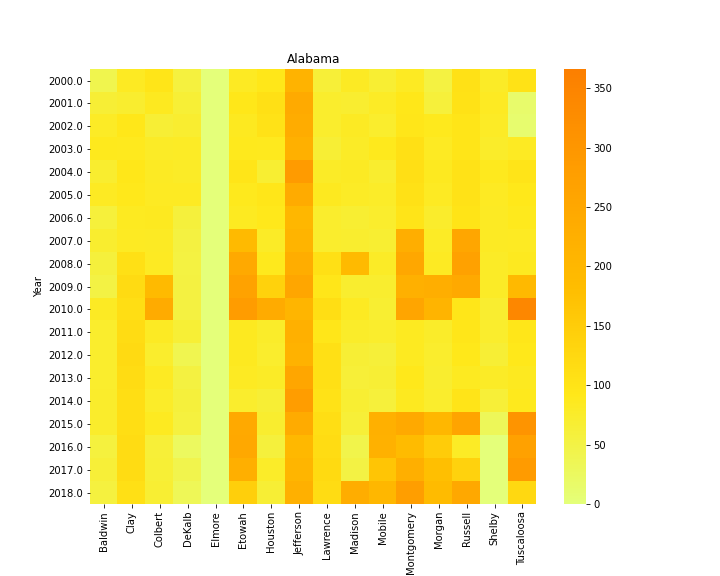 Alabama
2000.0
2001.0
2002.0
2003.0
2004.0
2005.0
2006.0
2007.0
2008.0
2009.0
2010.0
2011.0
2012.0
2013.0
2014.0
2015.0
2016.0
2017.0
2018.0
Year
Baldwin
Clay
Colbert
DeKalb
Elmore
Etowah
Houston
Jefferson
Lawrence
Madison
Mobile
Montgomery
Morgan
Russell
Shelby
Tuscaloosa
350
300
250
200
150
100
50
0